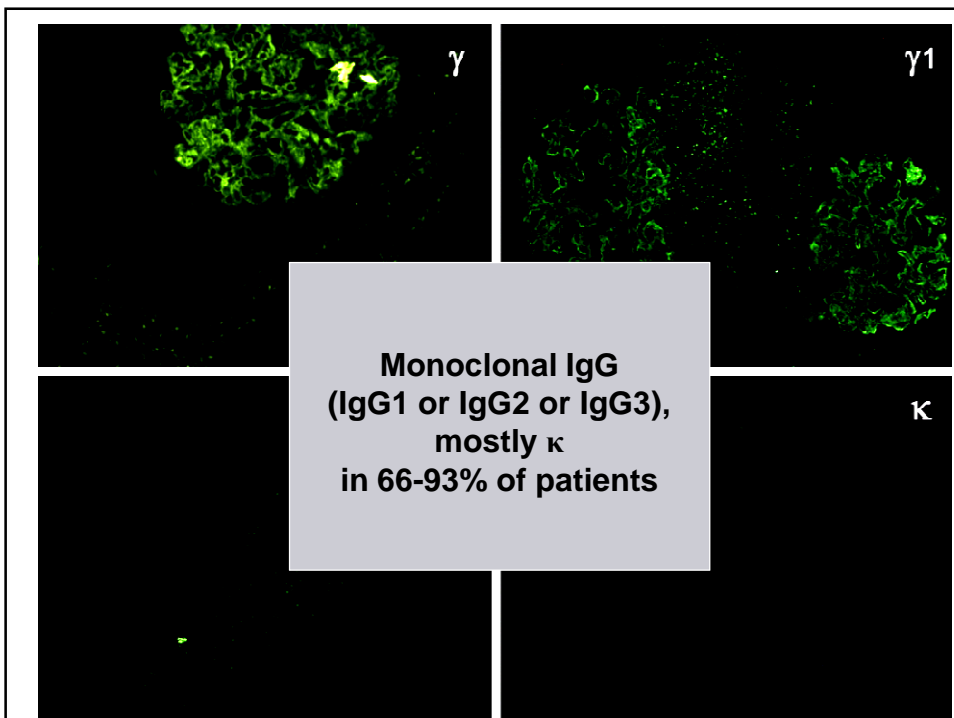 γ
γ1
Monoclonal IgG
(IgG1 or IgG2 or IgG3),
mostly κ
in 66-93% of patients
κ